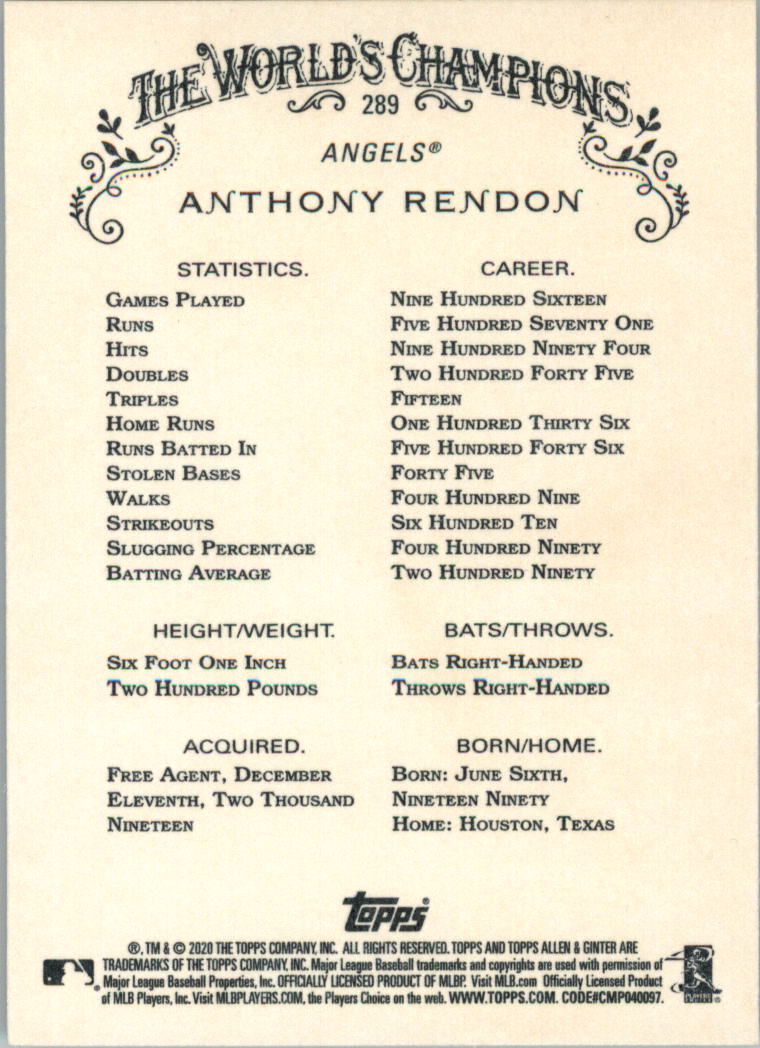 THE WORLD'S CHAMPIONS
289
ANGELS®
ANTHONY RENDON
STATISTICS. CAREER.
GAMES PLAYED NINE HUNDRED SIXTEEN
RUNS FIVE HUNDRED SEVENTY ONE
HITS NINE HUNDRED NINETY FOUR
DOUBLES TWO HUNDRED FORTY FIVE
TRIPLES FIFTEEN
HOME RUNS ONE HUNDRED THIRTY SIX
RUNS BATTED IN FIVE HUNDRED FORTY SIX
STOLEN BASES FORTY FIVE
WALKS FOUR HUNDRED NINE
STRIKEOUTS SIX HUNDRED TEN
SLUGGING PERCENTAGE FOUR HUNDRED NINETY
BATTING AVERAGE TWO HUNDRED NINETY
HEIGHT/WEIGHT. BATS/THROWS.
SIX FOOT ONE INCH BATS RIGHT-HANDED
TWO HUNDRED POUNDS THROWS RIGHT-HANDED
ACQUIRED. BORN/HOME.
FREE AGENT, DECEMBER BORN: JUNE SIXTH,
ELEVENTH, TWO THOUSAND NINETEEN NINETY
NINETEEN HOME: HOUSTON, TEXAS
Topps®
®, TM & © 2020 THE TOPPS COMPANY, INC. ALL RIGHTS RESERVED. TOPPS AND TOPPS ALLEN & GINTER ARE
TRADEMARKS OF THE TOPPS COMPANY, INC. Major League Baseball trademarks and copyrights are used with permission of
Major League Baseball Properties, Inc. OFFICIALLY LICENSED PRODUCT OF MLBP. Visit MLB.com Officially Licensed Product
of MLB Players, Inc. Visit MLBPLAYERS.COM, the Players Choice on the web. WWW.TOPPS.COM. CODE#CMP040097.